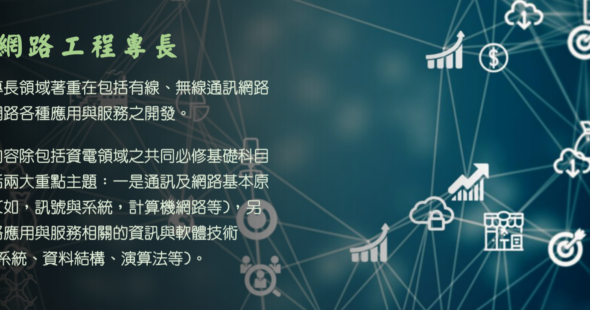 網路工程專長
專長領域著重在包括有線、無線通訊網路
網路各種應用與服務之開發。
內容除包括資電領域之共同必修基礎科目
括兩大重點主題：一是通訊及網路基本原
(如，訊號與系統，計算機網路等)，另
路應用與服務相關的資訊與軟體技術
系統、資料結構、演算法等)。